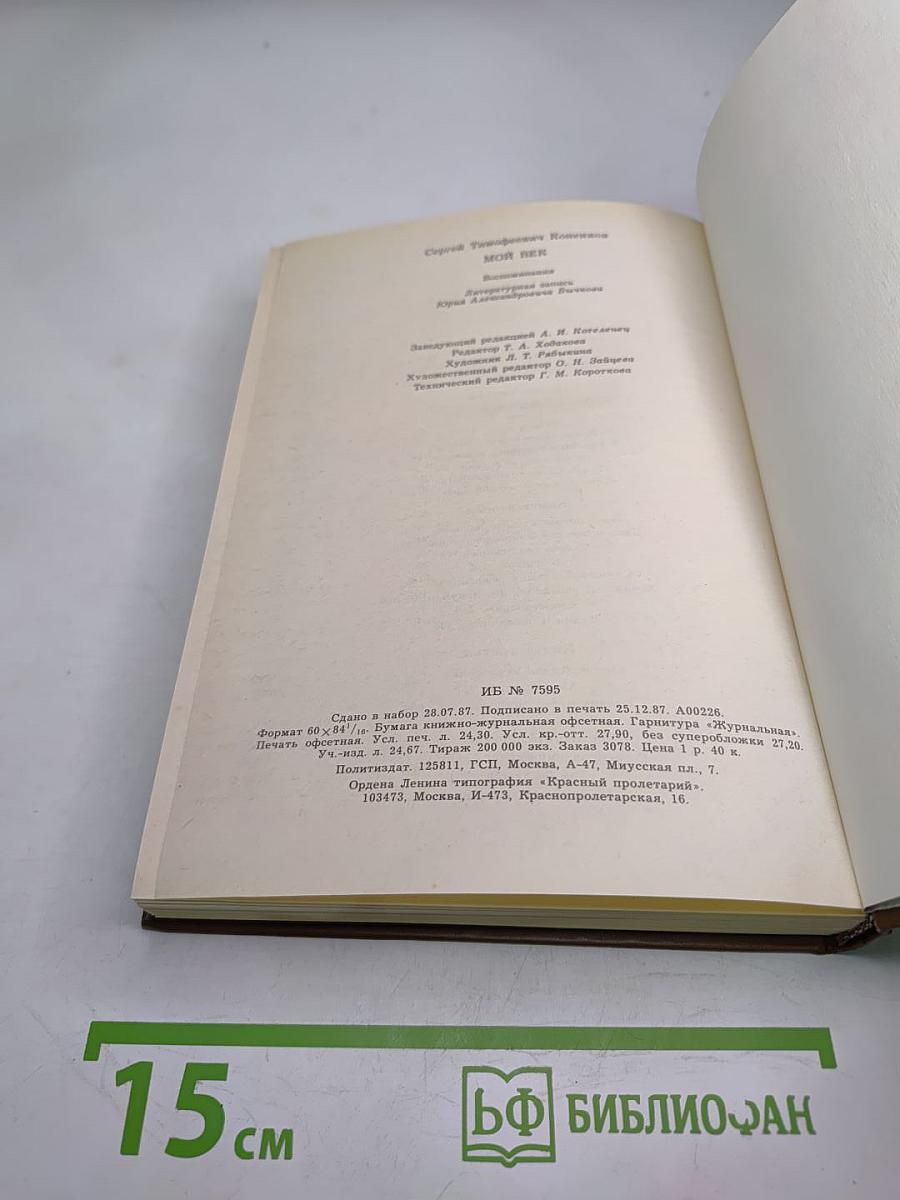 Сергей Тимофеевич Коненков
МОЙ ВЕК
Воспоминания
Литературная запись
Юрия Александровича Бычкова
Заведующий редакцией А. И. Котеленец
Редактор Т. А. Ходакова
Художник Л. Т. Рябыкина
Художественный редактор О. Н. Зайцева
Технический редактор Г. М. Короткова
ИБ № 7595
Сдано в набор 28.07.87. Подписано в печать 25.12.87. А00226.
Формат 60×84¹/₁₆. Бумага книжно-журнальная офсетная. Гарнитура «Журнальная».
Печать офсетная. Усл. печ. л. 24,30. Усл. кр.-отт. 27,90, без суперобложки 27,20.
Уч.-изд. л. 24,67. Тираж 200 000 экз. Заказ 3078. Цена 1 р. 40 к.
Политиздат. 125811, ГСП, Москва, А-47, Миусская пл., 7.
Ордена Ленина типография «Красный пролетарий».
103473, Москва, И-473, Краснопролетарская, 16.
15 см
БФ БИБЛИОФАН